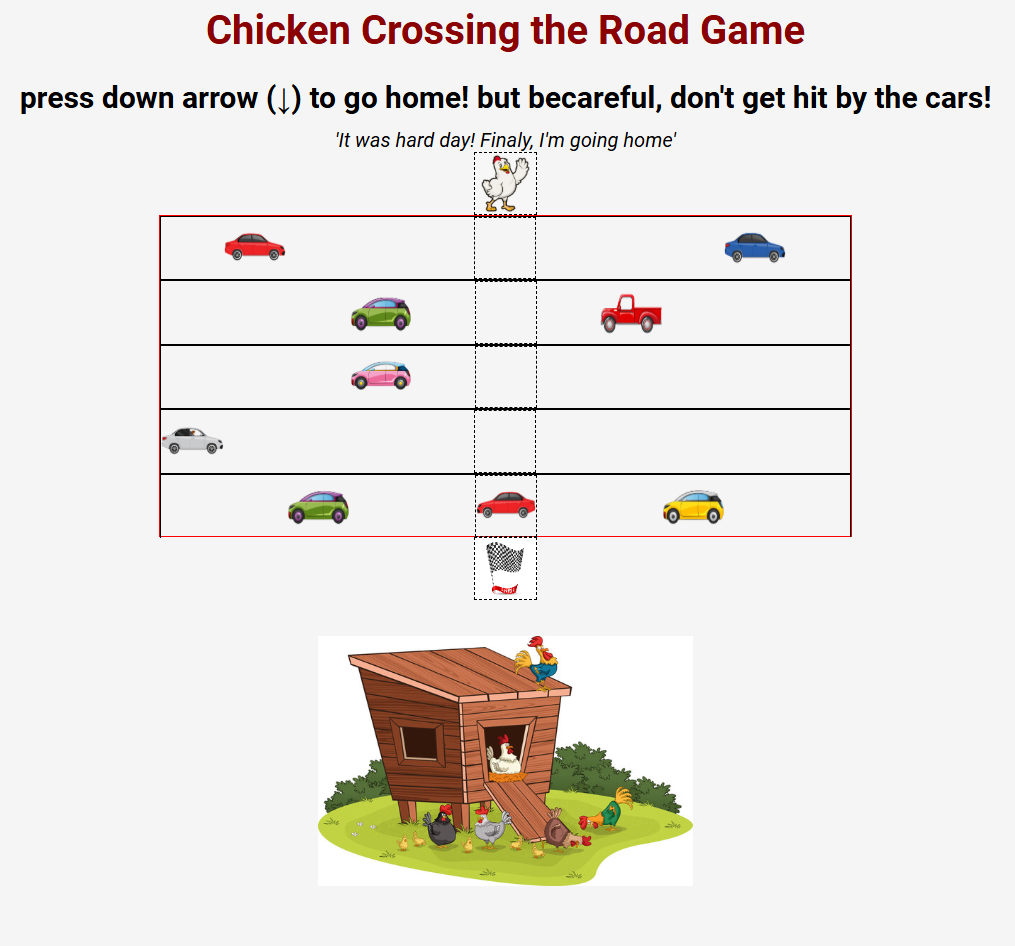 Chicken Crossing the Road Game
press down arrow (↓) to go home! but becareful, don't get hit by the cars!
'It was hard day! Finaly, I'm going home'